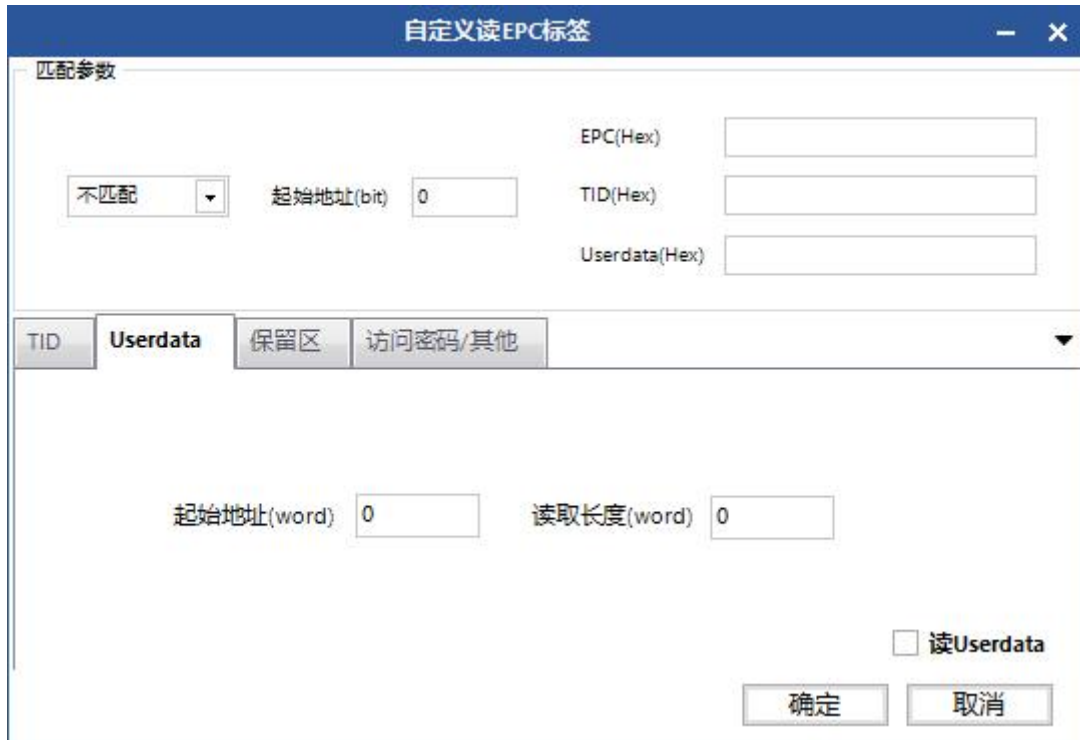 自定义读EPC标签
匹配参数
EPC(Hex)
不匹配 起始地址(bit) 0 TID(Hex)
Userdata(Hex)
TID Userdata 保留区 访问密码/其他
起始地址(word) 0 读取长度(word) 0
读Userdata
确定 取消